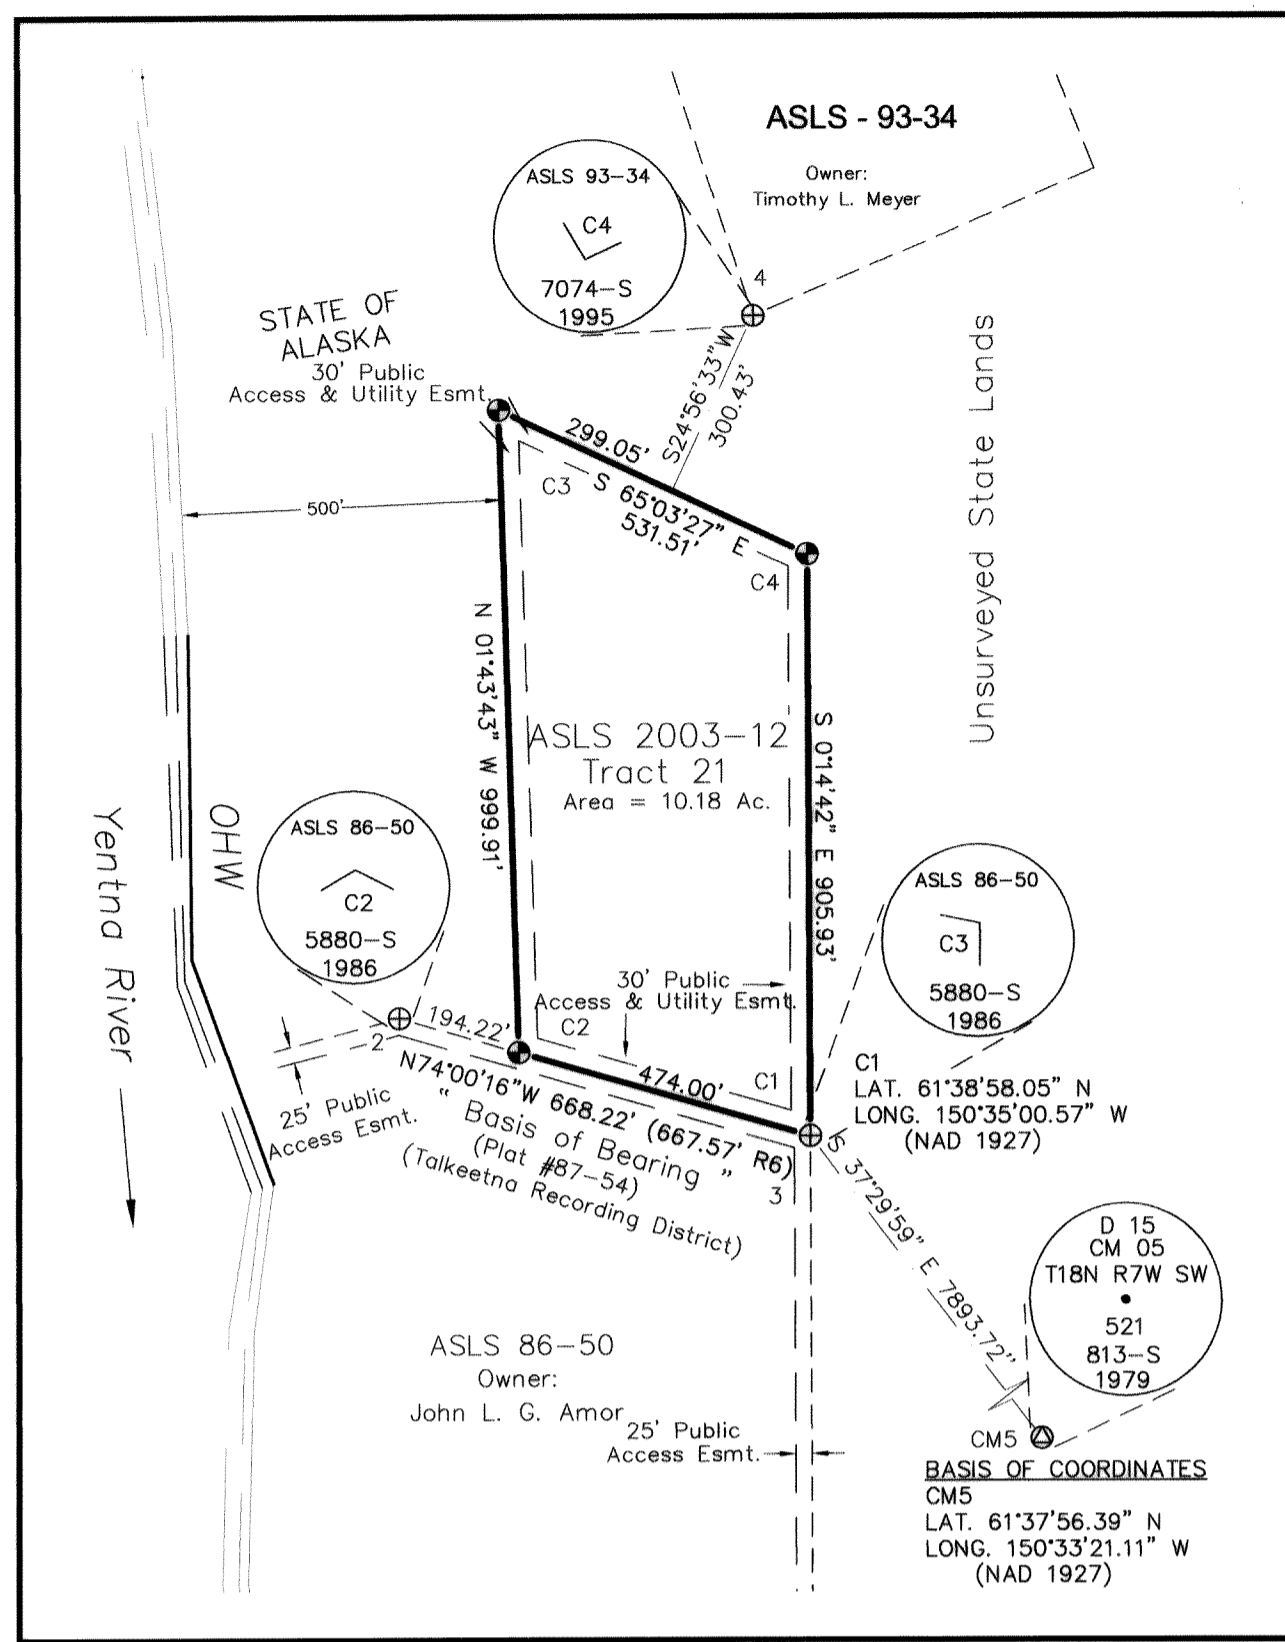 ASLS - 93-34
Owner:
Timothy L. Meyer
ASLS 93-34
C4
7074-S
1995
4
STATE OF
ALASKA
30' Public
Access & Utility Esmt.
S24°56'33"W
300.43'
299.05'
S 65°03'27" E
531.51'
C3
C4
500'
Unsurveyed State Lands
N 01°43'43" W 999.91'
S 0°14'42" E 905.93'
ASLS 2003-12
Tract 21
Area = 10.18 Ac.
Yentna River
OHW
ASLS 86-50
C2
5880-S
1986
ASLS 86-50
C3
5880-S
1986
30' Public
Access & Utility Esmt.
C2
C1
194.22'
2
474.00'
25' Public
Access Esmt.
N74°00'16"W 668.22' (667.57' R6)
" Basis of Bearing "
(Plat #87-54)
(Talkeetna Recording District)
3
C1
LAT. 61°38'58.05" N
LONG. 150°35'00.57" W
(NAD 1927)
S 37°29'59" E 7893.72"
D 15
CM 05
T18N R7W SW
521
813-S
1979
ASLS 86-50
Owner:
John L. G. Amor
25' Public
Access Esmt.
CM5
BASIS OF COORDINATES
CM5
LAT. 61°37'56.39" N
LONG. 150°33'21.11" W
(NAD 1927)